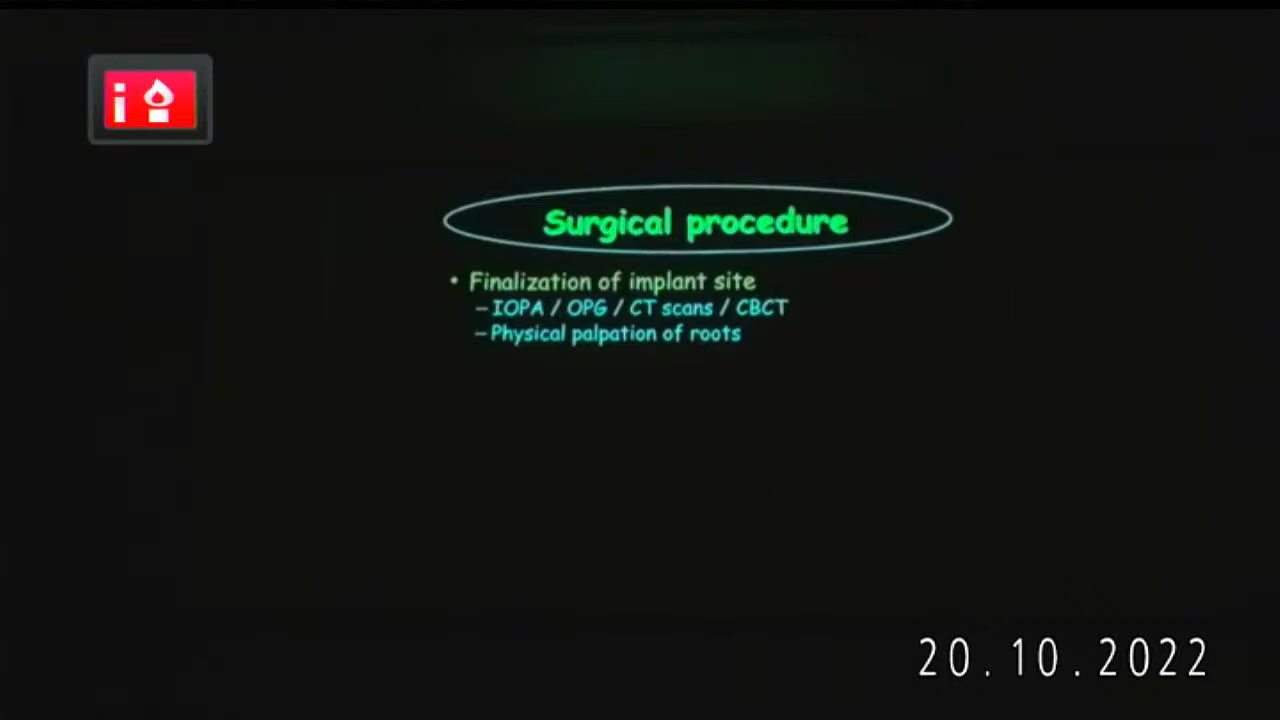 i
Surgical procedure
• Finalization of implant site
– IOPA / OPG / CT scans / CBCT
– Physical palpation of roots
20.10.2022